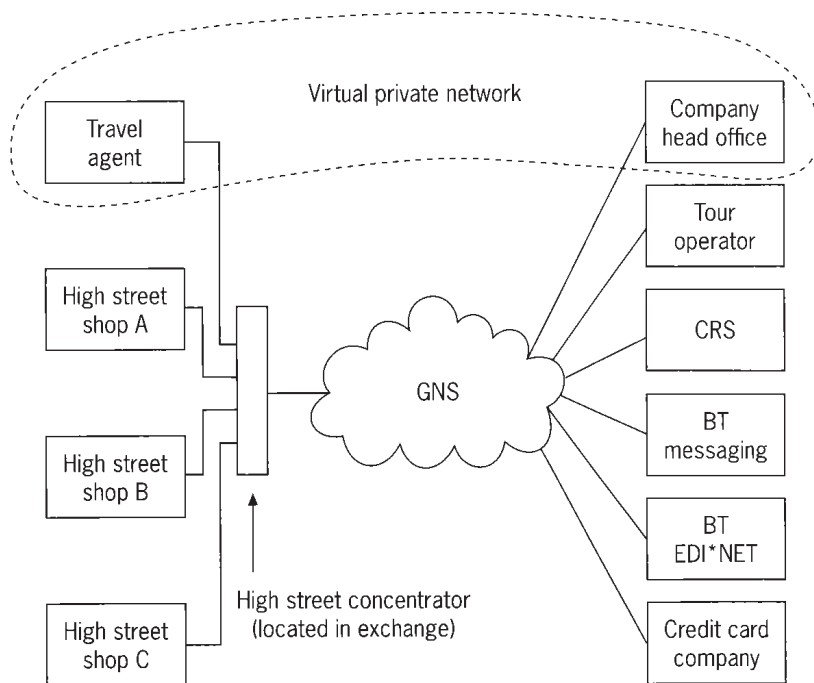 Virtual private network
Travel
agent
High street
shop A
High street
shop B
High street
shop C
High street concentrator
(located in exchange)
GNS
Company
head office
Tour
operator
CRS
BT
messaging
BT
EDI*NET
Credit card
company